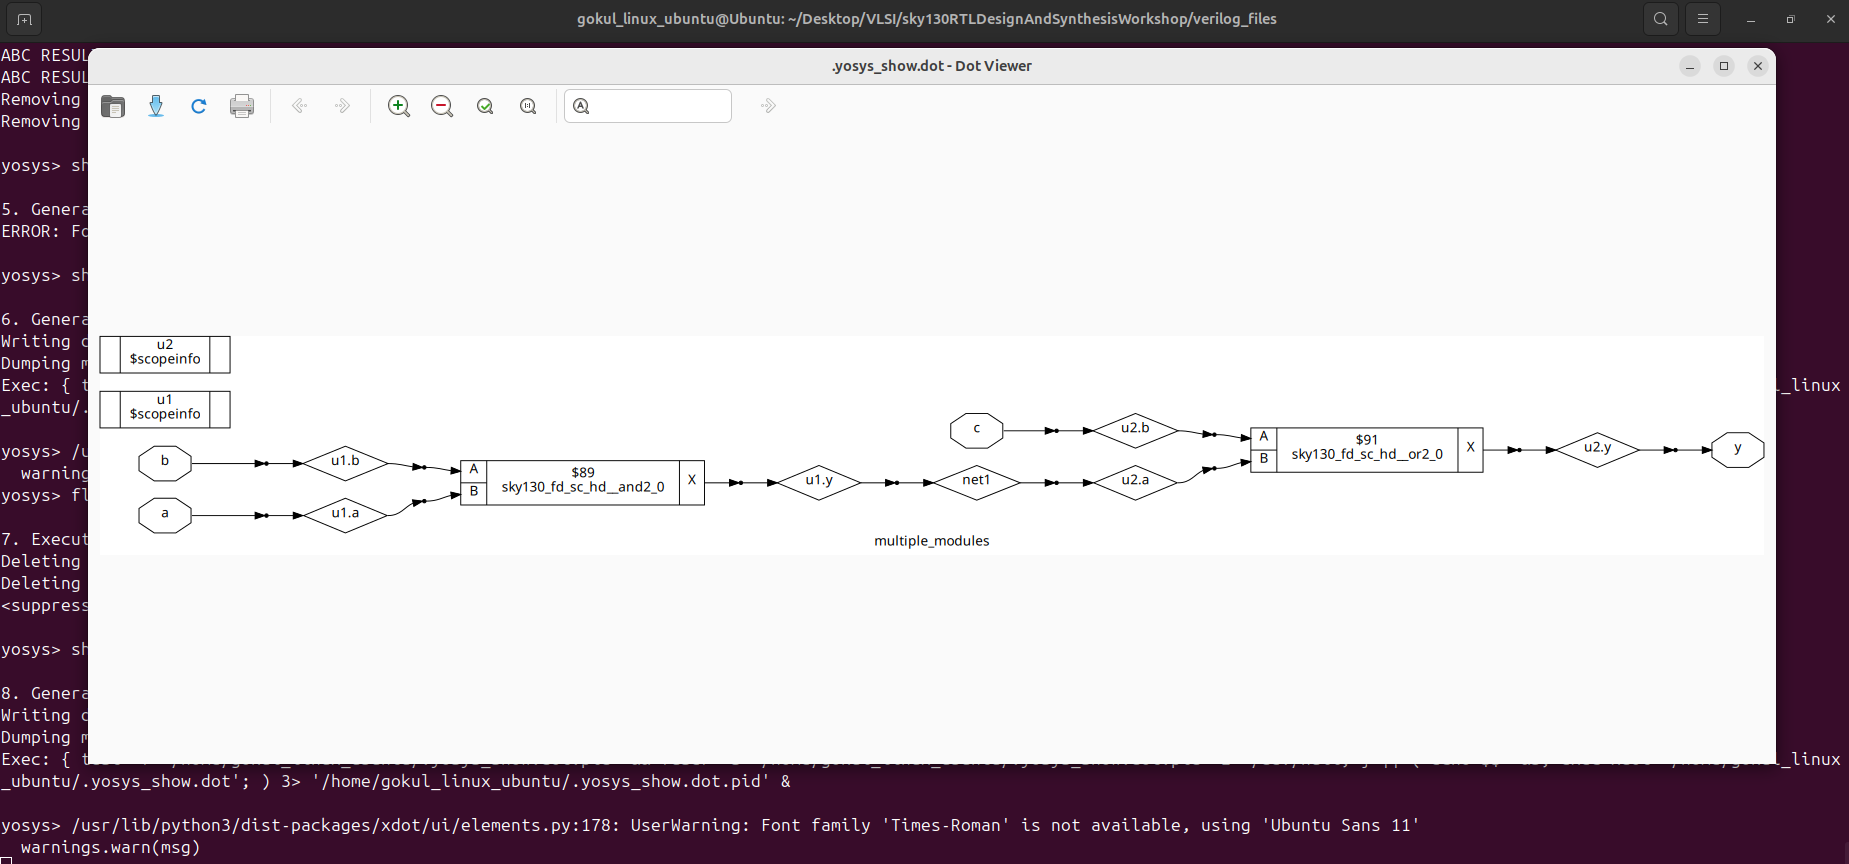 gokul_linux_ubuntu@Ubuntu: ~/Desktop/VLSI/sky130RTLDesignAndSynthesisWorkshop/verilog_files
ABC RESUL
ABC RESUL
Removing
Removing
yosys> sh
5. Genera
ERROR: Fo
yosys> sh
6. Genera
Writing
Dumping
Exec: { t
_ubuntu/.
yosys> /u
warning
yosys> fl
7. Execut
Deleting
Deleting
<suppress
yosys> sh
8. Genera
Writing
Dumping
Exec: { 
l_linux
l_linux
.yosys_show.dot - Dot Viewer
u2
$scopeinfo
u1
$scopeinfo
b
u1.b
a
u1.a
A
B
$89
sky130_fd_sc_hd__and2_0
X
u1.y
net1
c
u2.b
u2.a
A
B
$91
sky130_fd_sc_hd__or2_0
X
u2.y
y
multiple_modules
_ubuntu/.yosys_show.dot'; ) 3> '/home/gokul_linux_ubuntu/.yosys_show.dot.pid' &
yosys> /usr/lib/python3/dist-packages/xdot/ui/elements.py:178: UserWarning: Font family 'Times-Roman' is not available, using 'Ubuntu Sans 11'
warnings.warn(msg)